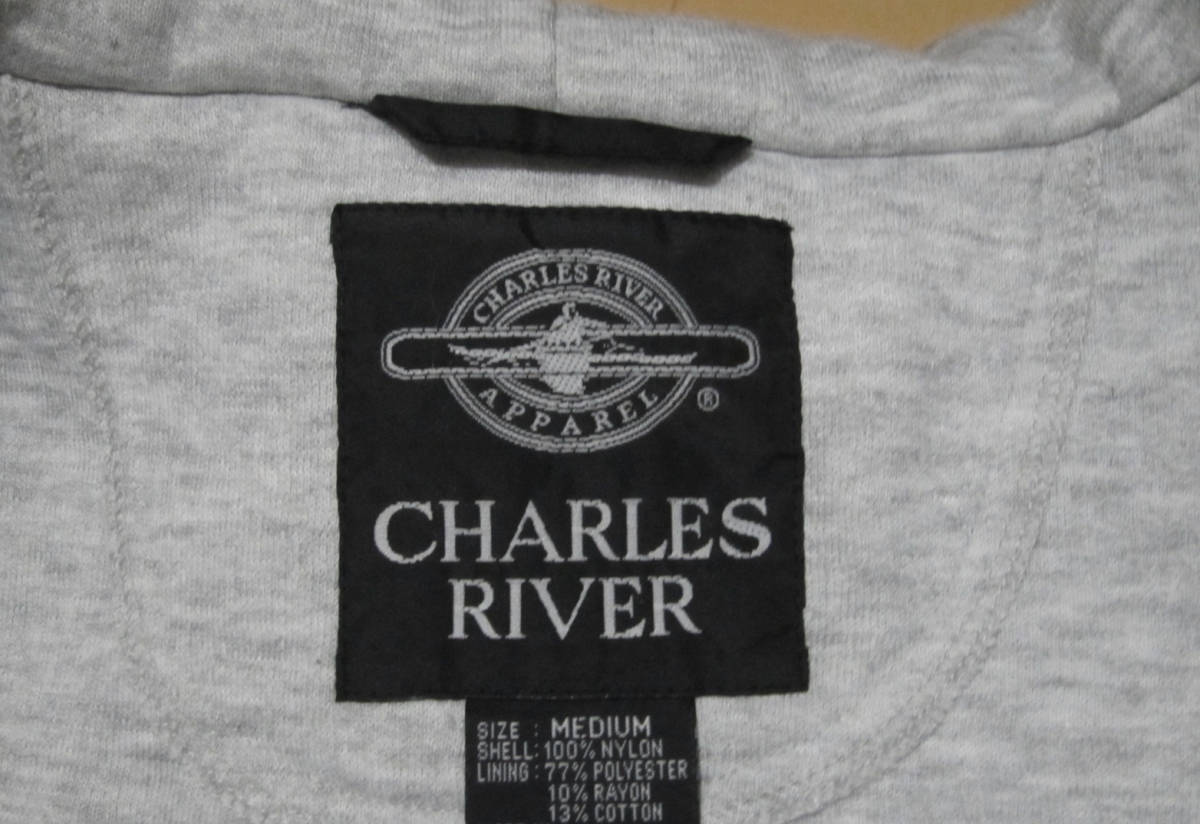 CHARLES RIVER
APPAREL ®
CHARLES
RIVER
SIZE : MEDIUM
SHELL: 100% NYLON
LINING : 77% POLYESTER
10% RAYON
13% COTTON